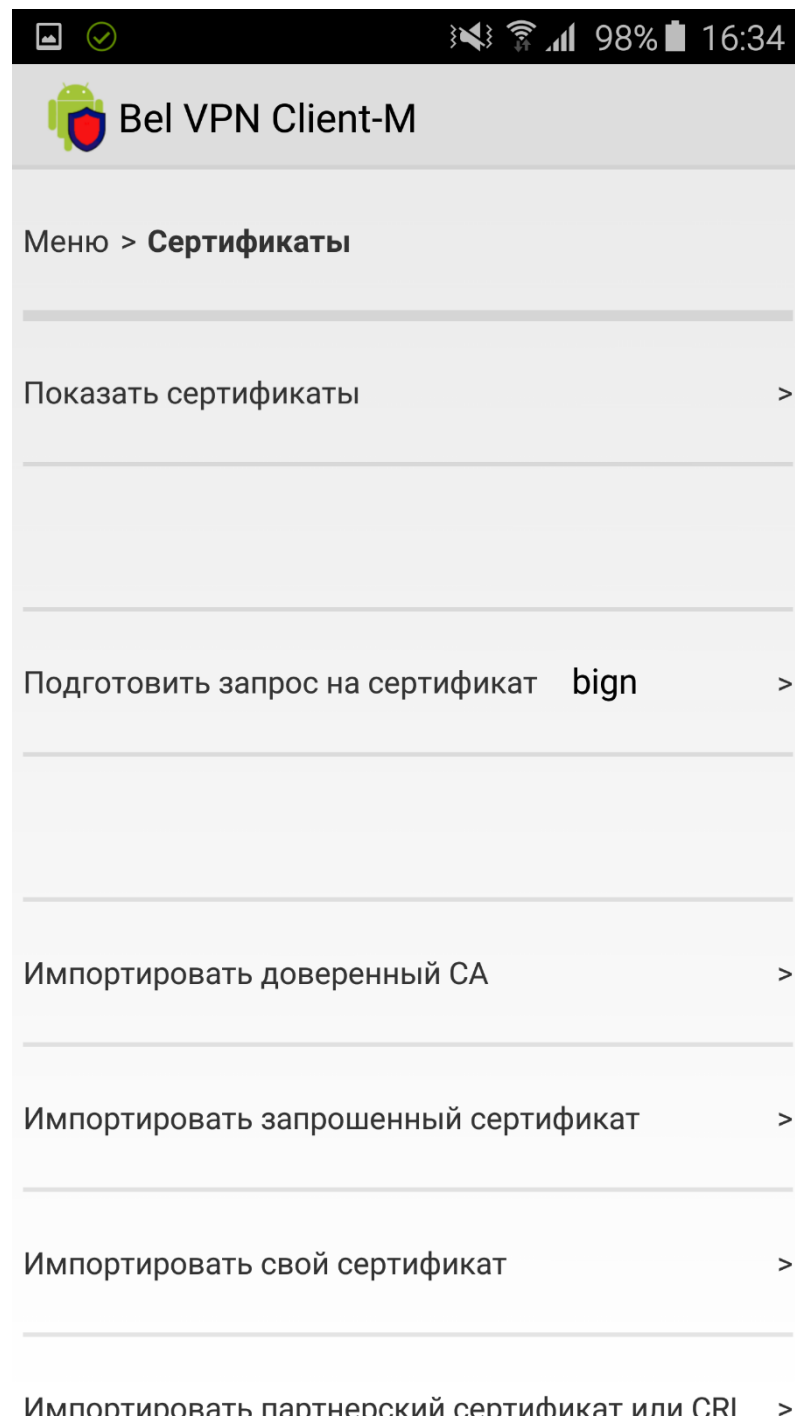 98% 16:34
Bel VPN Client-M
Меню > Сертификаты
Показать сертификаты >
Подготовить запрос на сертификат bign >
Импортировать доверенный CA >
Импортировать запрошенный сертификат >
Импортировать свой сертификат >
Импортировать партнерский сертификат или CRL >